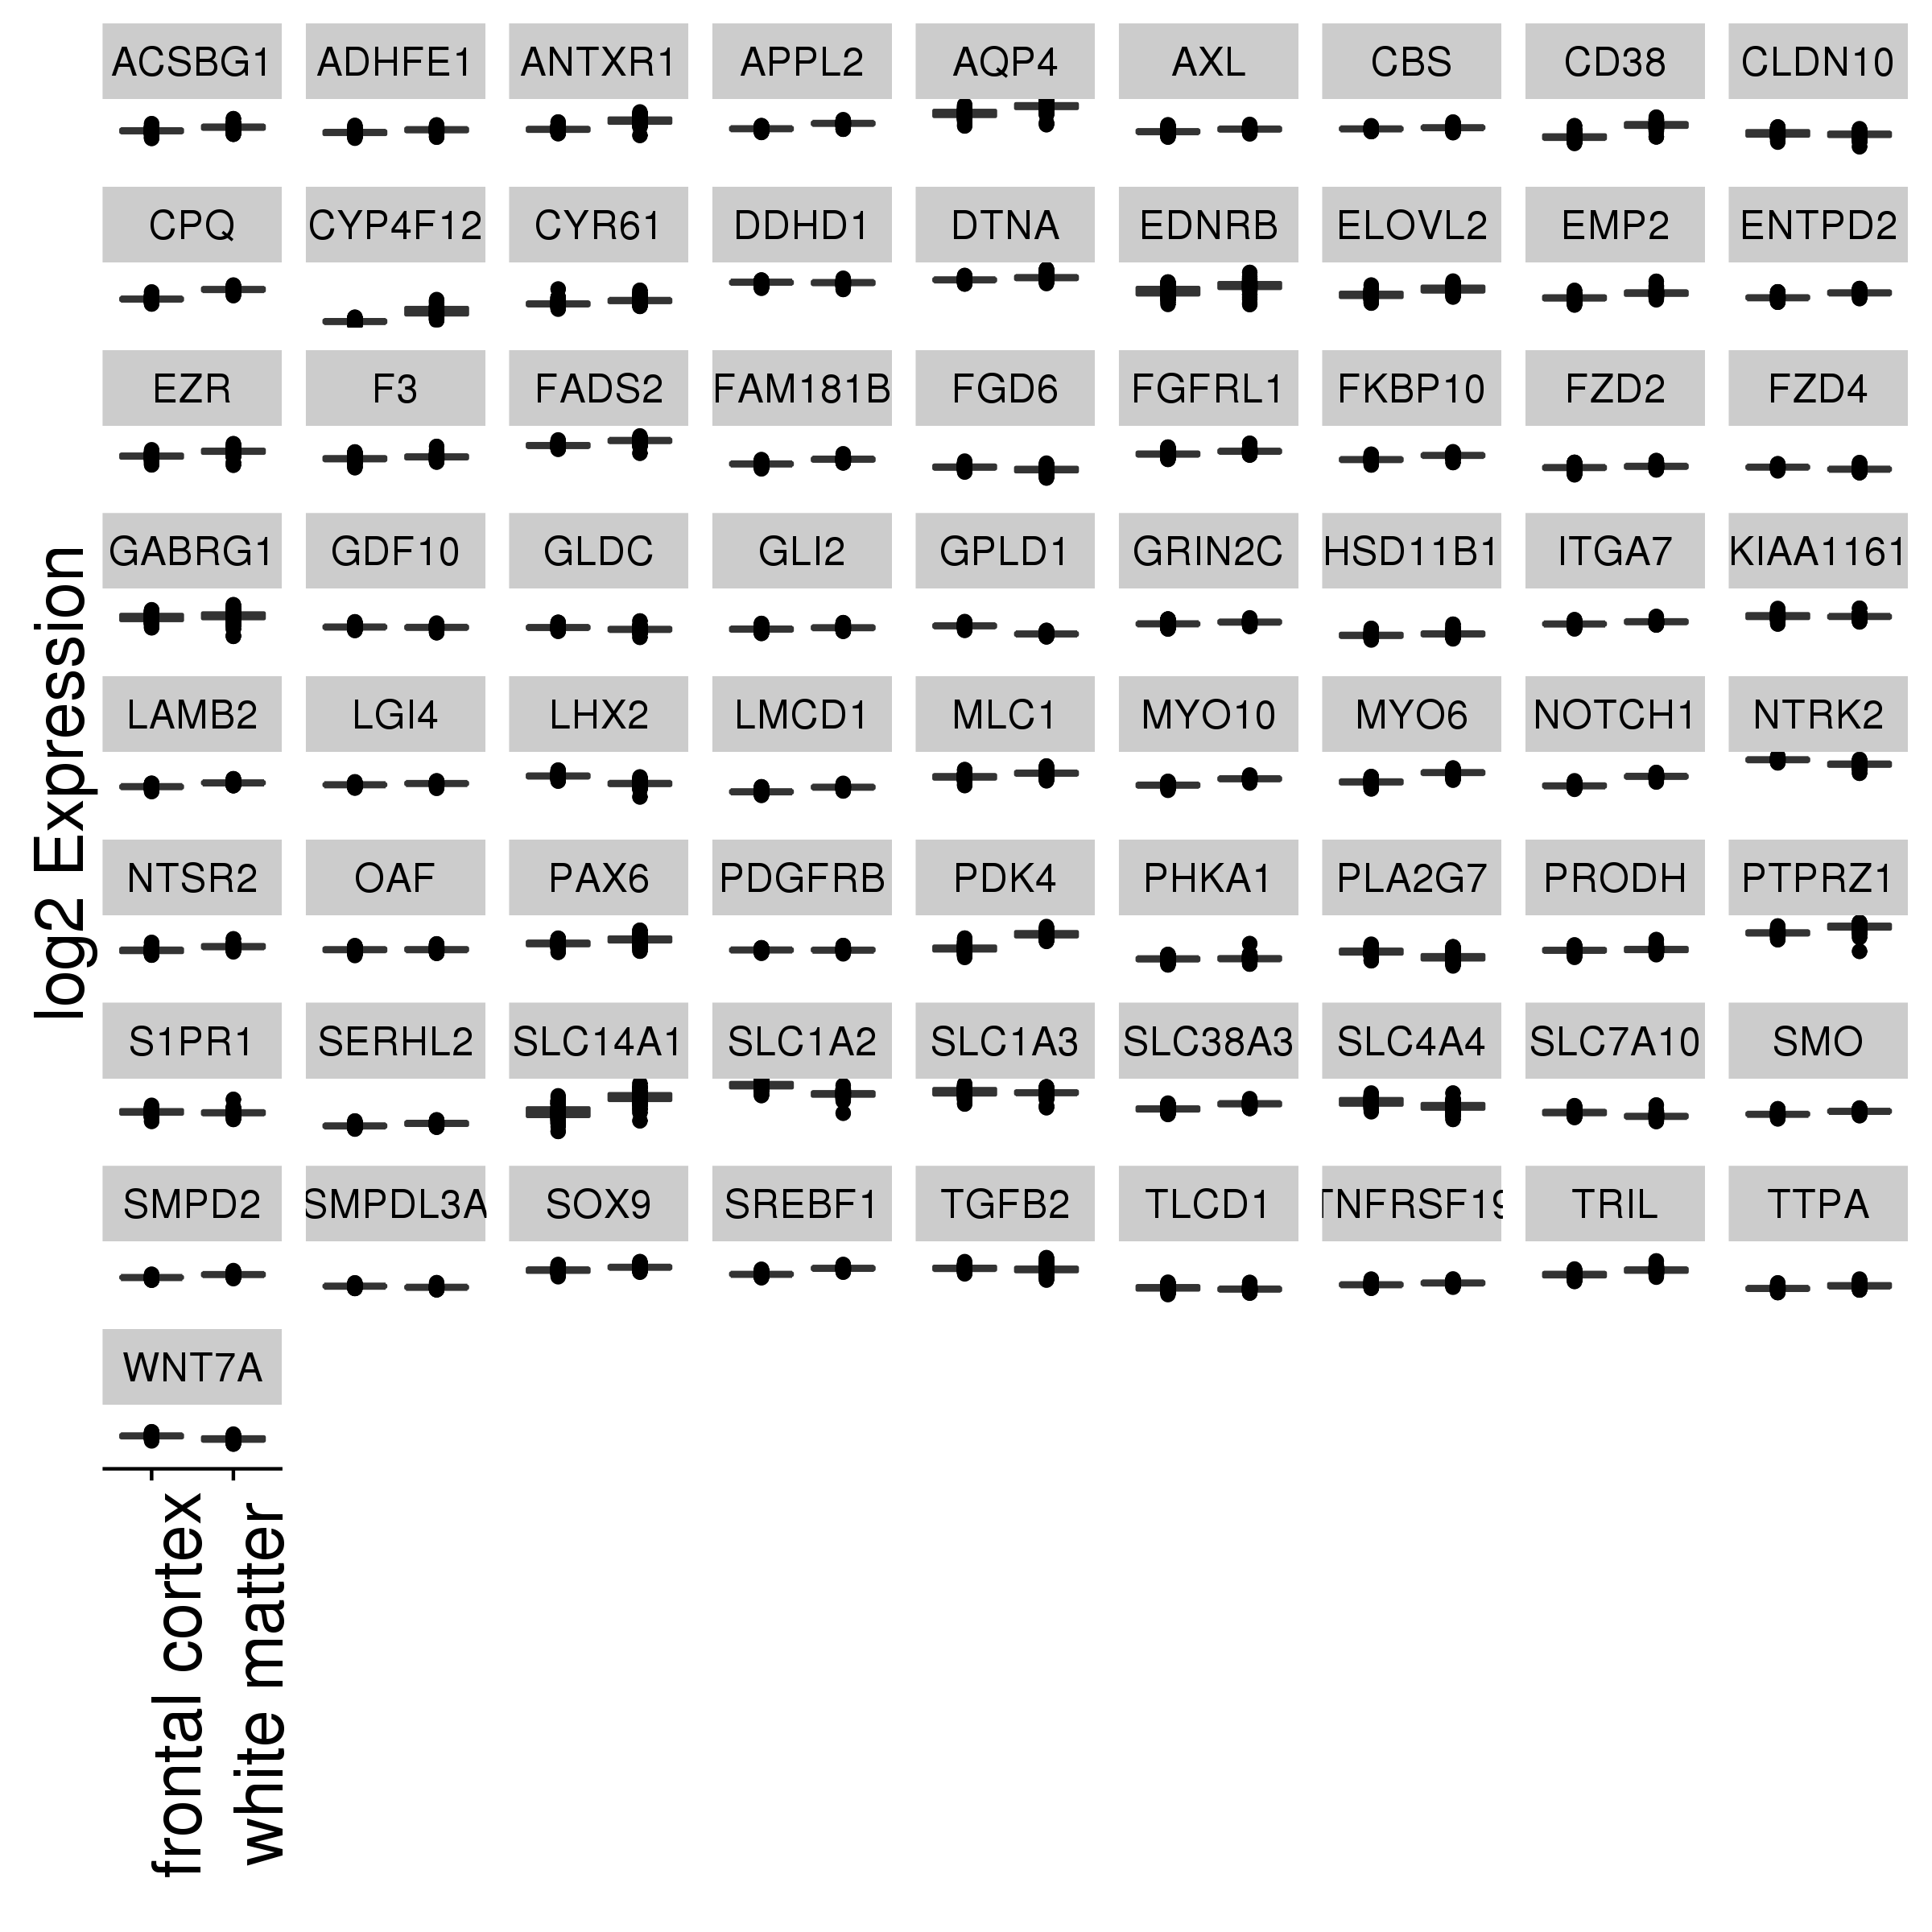 ACSBG1 ADHFE1 ANTXR1 APPL2 AQP4 AXL CBS CD38 CLDN10
CPQ CYP4F12 CYR61 DDHD1 DTNA EDNRB ELOVL2 EMP2 ENTPD2
EZR F3 FADS2 FAM181B FGD6 FGFRL1 FKBP10 FZD2 FZD4
GABRG1 GDF10 GLDC GLI2 GPLD1 GRIN2C HSD11B1 ITGA7 KIAA1161
LAMB2 LGI4 LHX2 LMCD1 MLC1 MYO10 MYO6 NOTCH1 NTRK2
NTSR2 OAF PAX6 PDGFRB PDK4 PHKA1 PLA2G7 PRODH PTPRZ1
S1PR1 SERHL2 SLC14A1 SLC1A2 SLC1A3 SLC38A3 SLC4A4 SLC7A10 SMO
SMPD2 SMPDL3A SOX9 SREBF1 TGFB2 TLCD1 TNFRSF19 TRIL TTPA
WNT7A
log2 Expression
frontal cortex
white matter